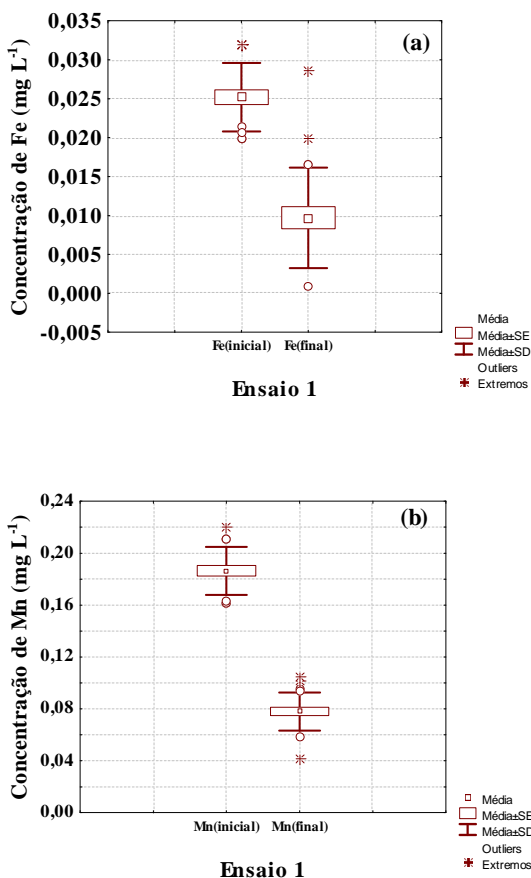 0,035
(a)
0,030
0,025
0,020
0,015
0,010
0,005
0,000
-0,005
Concentração de Fe (mg L⁻¹)
Fe(inicial) Fe(final)
Ensaio 1
Média
Média±SE
Média±SD
Outliers
Extremos
0,24
(b)
0,20
0,16
0,12
0,08
0,04
0,00
Concentração de Mn (mg L⁻¹)
Mn(inicial) Mn(final)
Ensaio 1
Média
Média±SE
Média±SD
Outliers
Extremos